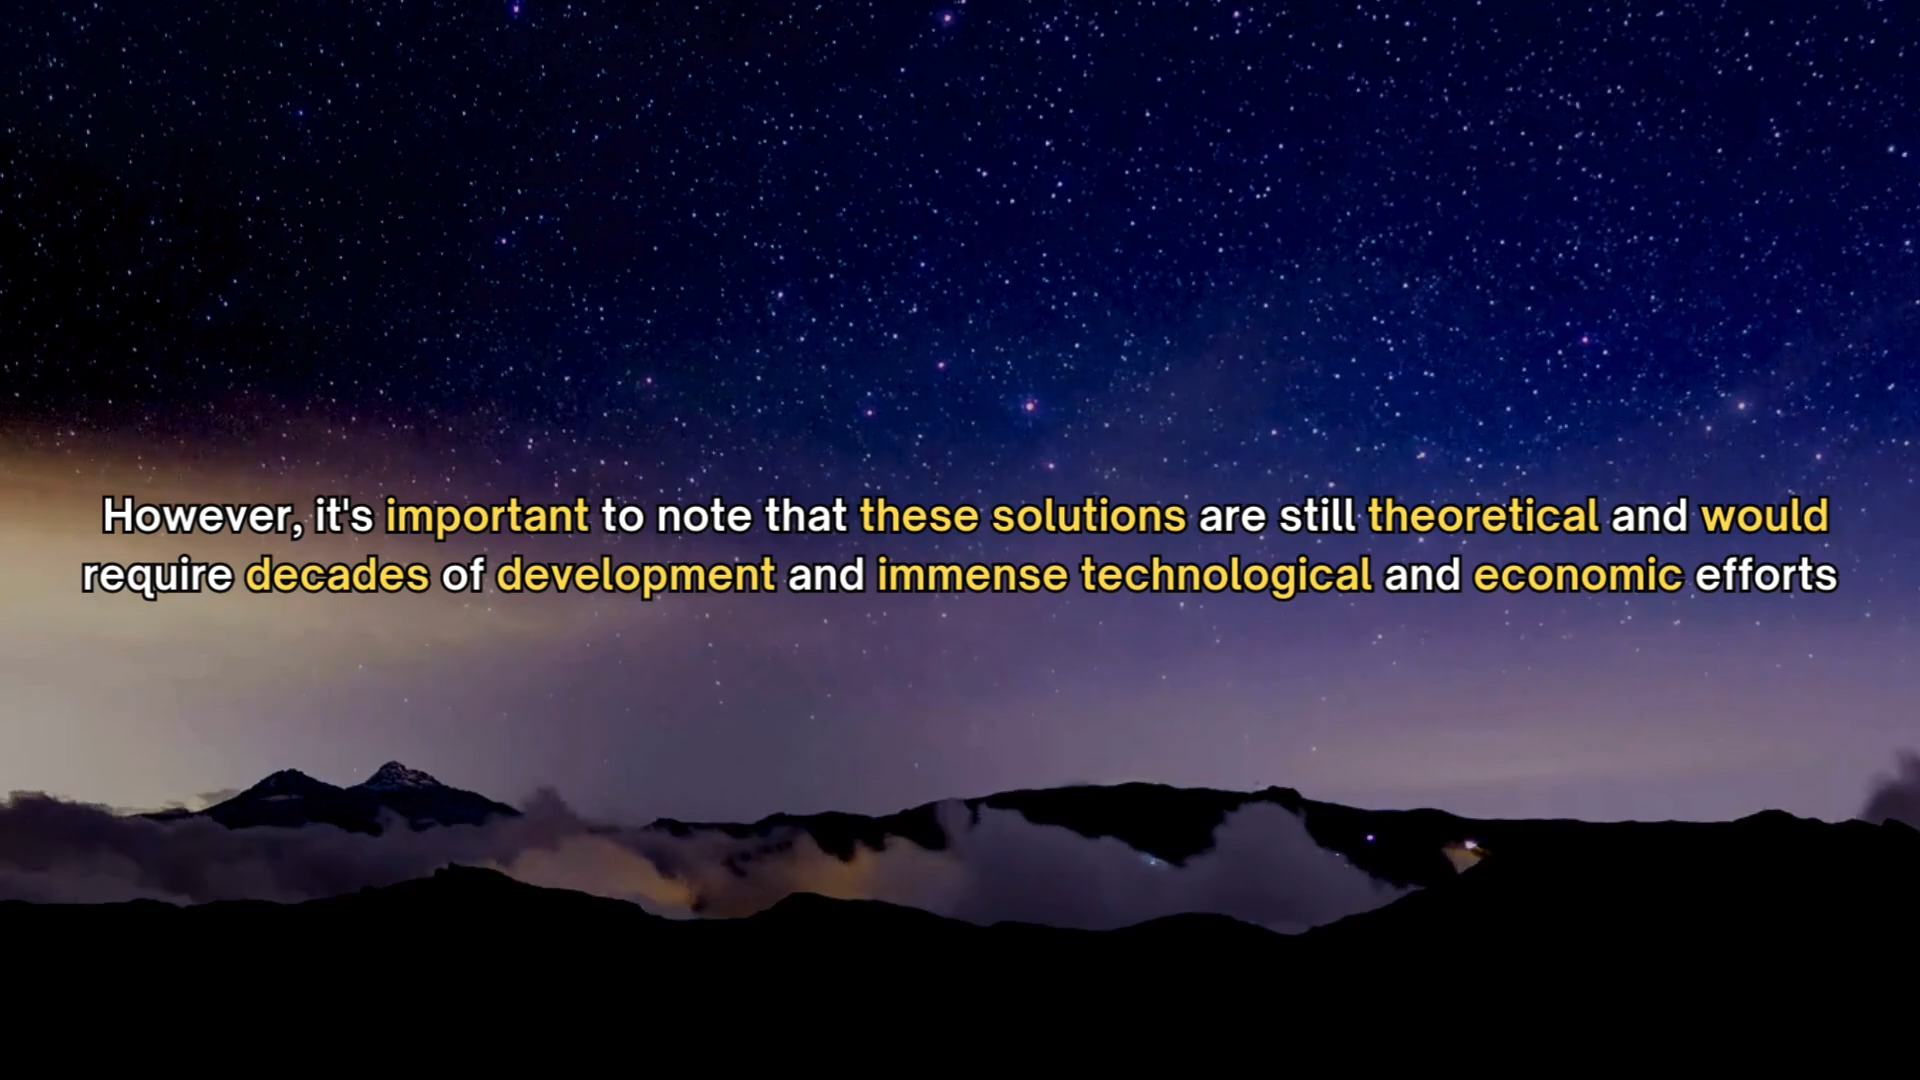 However, it's important to note that these solutions are still theoretical and would
require decades of development and immense technological and economic efforts